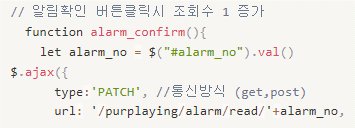 // 알림확인 버튼클릭시 조회수 1 증가
function alarm_confirm(){
let alarm_no = $("#alarm_no").val()
$.ajax({
type:'PATCH', //통신방식 (get,post)
url: '/purplaying/alarm/read/'+alarm_no,